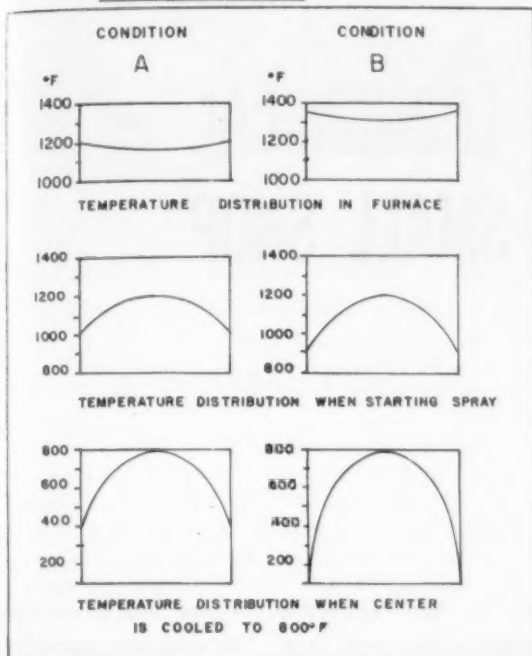 CONDITION CONDITION
A B
°F
°F
1400 1400
1200 1200
1000 1000
TEMPERATURE DISTRIBUTION IN FURNACE
1400 1400
1200 1200
1000 1000
800 800
TEMPERATURE DISTRIBUTION WHEN STARTING SPRAY
800 800
600 600
400 400
200 200
TEMPERATURE DISTRIBUTION WHEN CENTER
IS COOLED TO 800°F